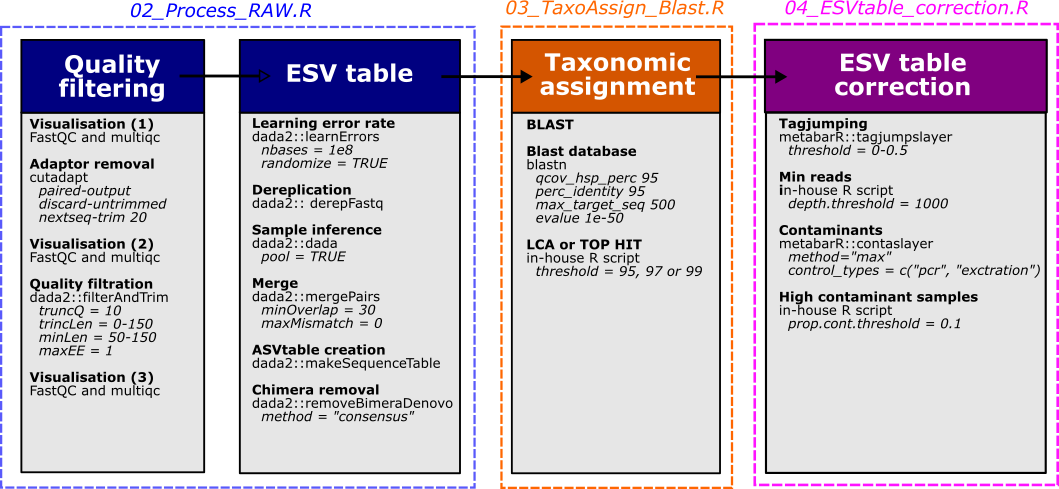 02_Process_RAW.R
Quality
filtering
Visualisation (1)
FastQC and multiqc
Adaptor removal
cutadapt
paired-output
discard-untrimmed
nextseq-trim 20
Visualisation (2)
FastQC and multiqc
Quality filtration
dada2::filterAndTrim
truncQ = 10
trincLen = 0-150
minLen = 50-150
maxEE = 1
Visualisation (3)
FastQC and multiqc
ESV table
Learning error rate
dada2::learnErrors
nbases = 1e8
randomize = TRUE
Dereplication
dada2:: derepFastq
Sample inference
dada2::dada
pool = TRUE
Merge
dada2::mergePairs
minOverlap = 30
maxMismatch = 0
ASVtable creation
dada2::makeSequenceTable
Chimera removal
dada2::removeBimeraDenovo
method = "consensus"
03_TaxoAssign_Blast.R
Taxonomic
assignment
BLAST
Blast database
blastn
qcov_hsp_perc 95
perc_identity 95
max_target_seq 500
evalue 1e-50
LCA or TOP HIT
in-house R script
threshold = 95, 97 or 99
04_ESVtable_correction.R
ESV table
correction
Tagjumping
metabarR::tagjumpslayer
threshold = 0-0.5
Min reads
in-house R script
depth.threshold = 1000
Contaminants
metabarR::contaslayer
method="max"
control_types = c("pcr", "exctration")
High contaminant samples
in-house R script
prop.cont.threshold = 0.1